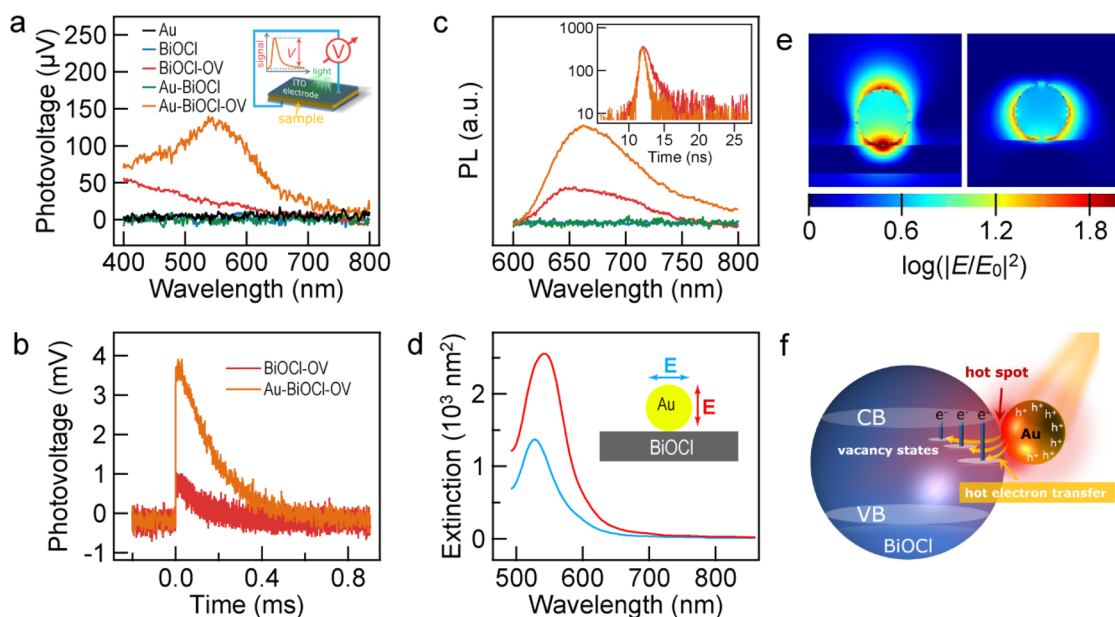 a
Photovoltage (µV)
250
200
150
100
50
0
Au
BiOCl
BiOCl-OV
Au-BiOCl
Au-BiOCl-OV
signal
V
V
light
ITO
electrode
sample
400 500 600 700 800
Wavelength (nm)
b
Photovoltage (mV)
4
3
2
1
0
-1
BiOCl-OV
Au-BiOCl-OV
0.0 0.4 0.8
Time (ms)
c
PL (a.u.)
1000
100
10
10 15 20 25
Time (ns)
600 650 700 750 800
Wavelength (nm)
d
Extinction (10³ nm²)
2
1
0
E
Au
E
BiOCl
500 600 700 800
Wavelength (nm)
e
0 0.6 1.2 1.8
log(|E/E₀|²)
f
hot spot
CB
e⁻ e⁻ e⁻
h⁺ h⁺ h⁺ h⁺ h⁺ h⁺ h⁺
Au
vacancy states
hot electron transfer
VB
BiOCl